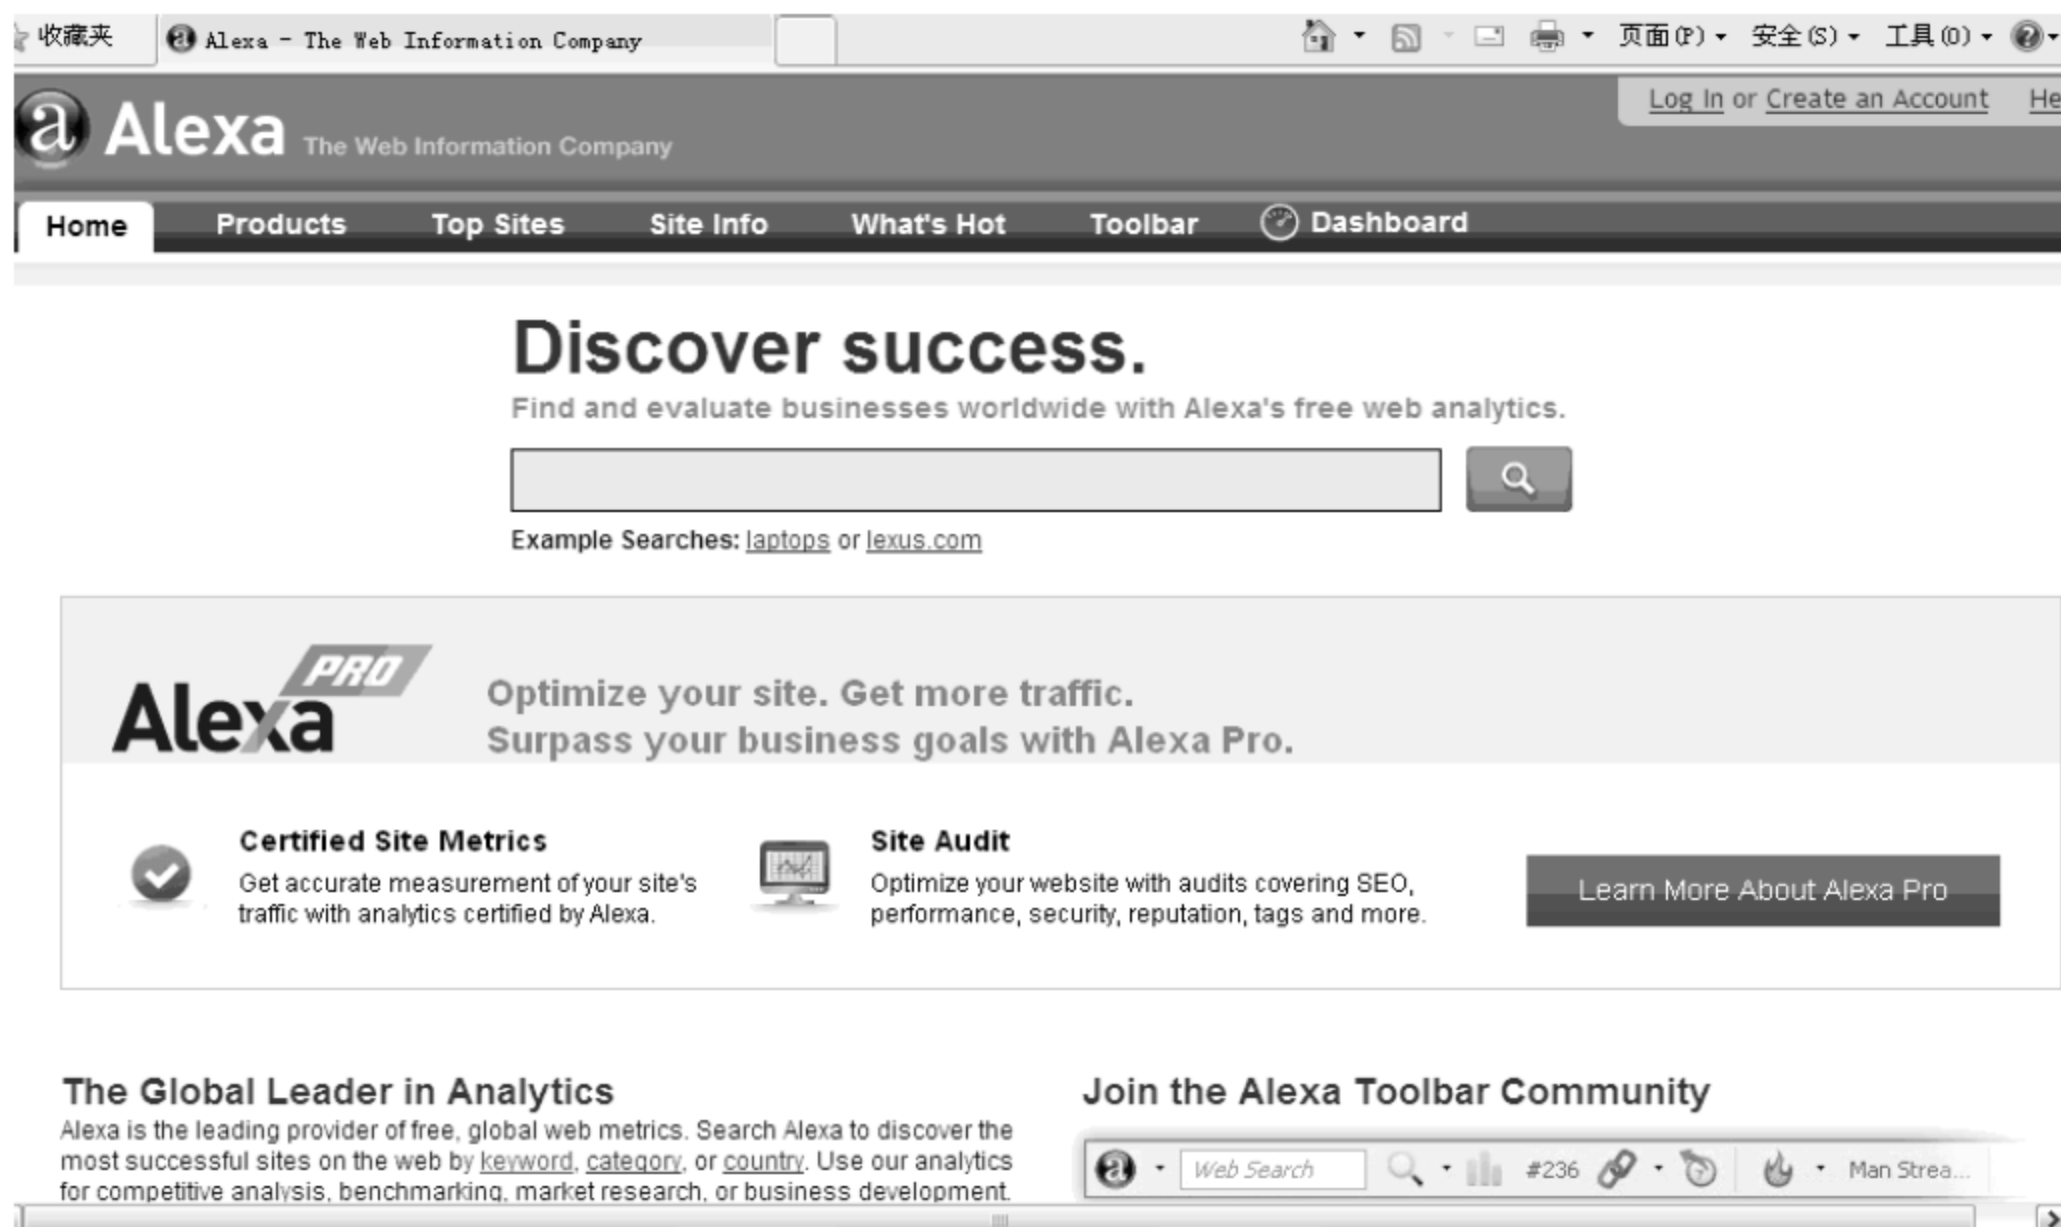 收藏夹
Alexa - The Web Information Company
页面(P)
安全(S)
工具(O)
a Alexa The Web Information Company
Log In or Create an Account
He
Home
Products
Top Sites
Site Info
What's Hot
Toolbar
Dashboard
Discover success.
Find and evaluate businesses worldwide with Alexa's free web analytics.
Example Searches: laptops or lexus.com
Alexa PRO
Optimize your site. Get more traffic.
Surpass your business goals with Alexa Pro.
Certified Site Metrics
Get accurate measurement of your site's
traffic with analytics certified by Alexa.
Site Audit
Optimize your website with audits covering SEO,
performance, security, reputation, tags and more.
Learn More About Alexa Pro
The Global Leader in Analytics
Alexa is the leading provider of free, global web metrics. Search Alexa to discover the
most successful sites on the web by keyword, category, or country. Use our analytics
for competitive analysis, benchmarking, market research, or business development.
Join the Alexa Toolbar Community
a Web Search #236 Man Strea...